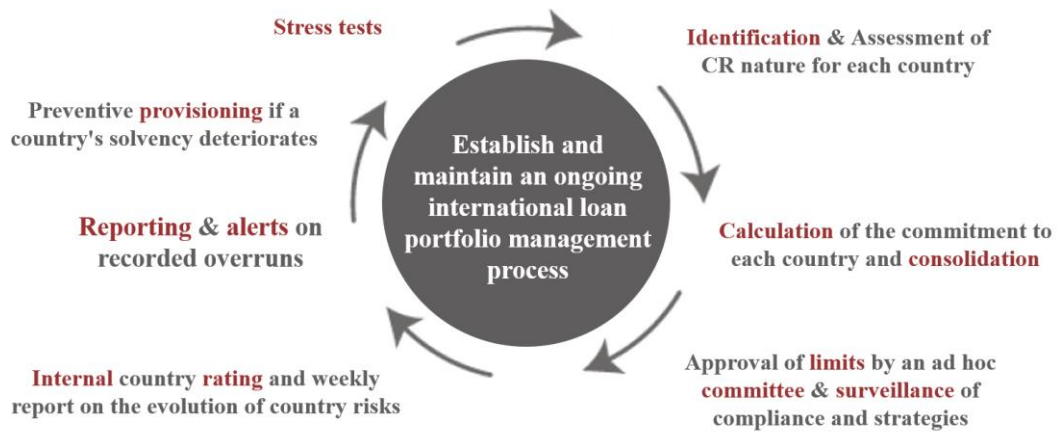 Stress tests
Identification & Assessment of
CR nature for each country
Calculation of the commitment to
each country and consolidation
Approval of limits by an ad hoc
committee & surveillance of
compliance and strategies
Internal country rating and weekly
report on the evolution of country risks
Reporting & alerts on
recorded overruns
Preventive provisioning if a
country's solvency deteriorates
Establish and
maintain an ongoing
international loan
portfolio management
process